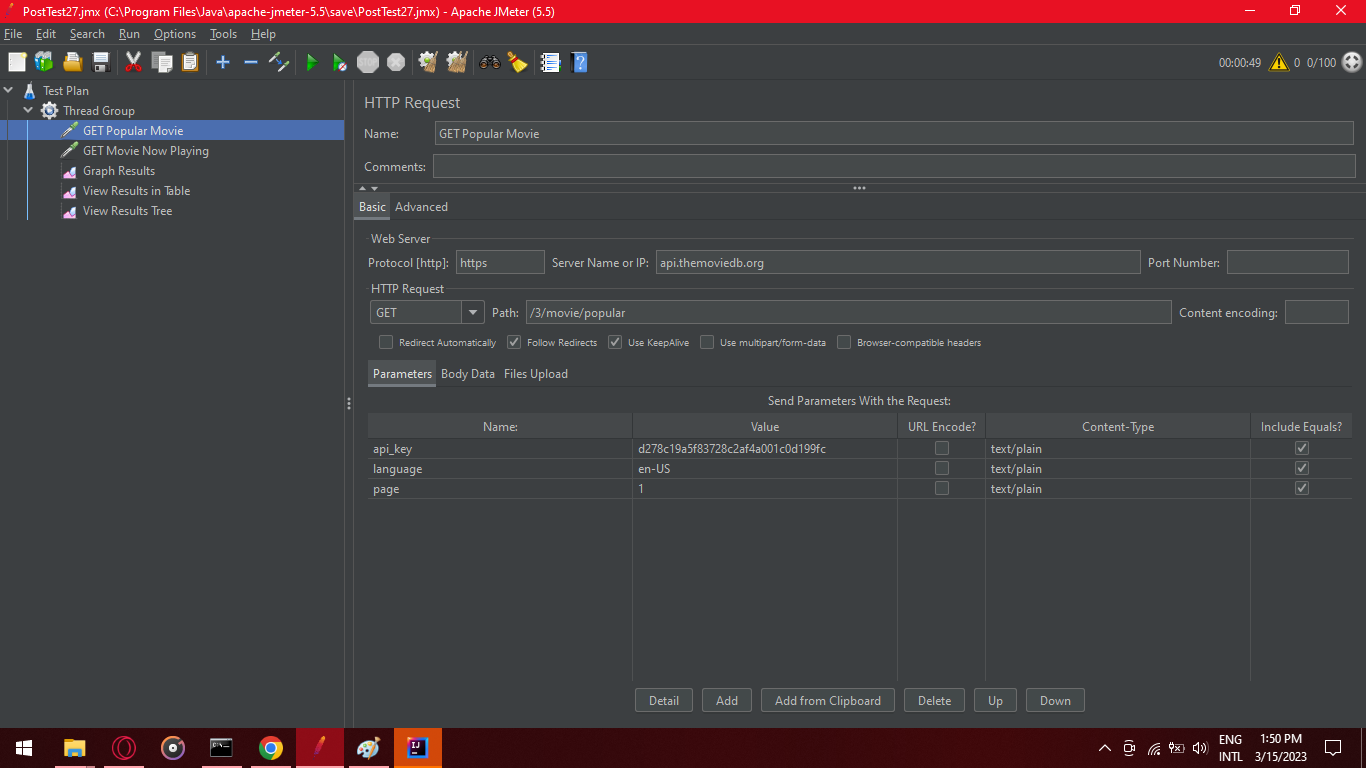 PostTest27.jmx (C:\Program Files\Java\apache-jmeter-5.5\save\PostTest27.jmx) - Apache JMeter (5.5)
File Edit Search Run Options Tools Help
STOP
00:00:49 0 0/100
Test Plan
Thread Group
GET Popular Movie
GET Movie Now Playing
Graph Results
View Results in Table
View Results Tree
HTTP Request
Name: GET Popular Movie
Comments:
Basic Advanced
Web Server
Protocol [http]: https Server Name or IP: api.themoviedb.org Port Number:
HTTP Request
GET Path: /3/movie/popular Content encoding:
Redirect Automatically Follow Redirects Use KeepAlive Use multipart/form-data Browser-compatible headers
Parameters Body Data Files Upload
Send Parameters With the Request:
Name: Value URL Encode? Content-Type Include Equals?
api_key d278c19a5f83728c2af4a001c0d199fc text/plain
language en-US text/plain
page 1 text/plain
Detail Add Add from Clipboard Delete Up Down
IJ
ENG
INTL
1:50 PM
3/15/2023